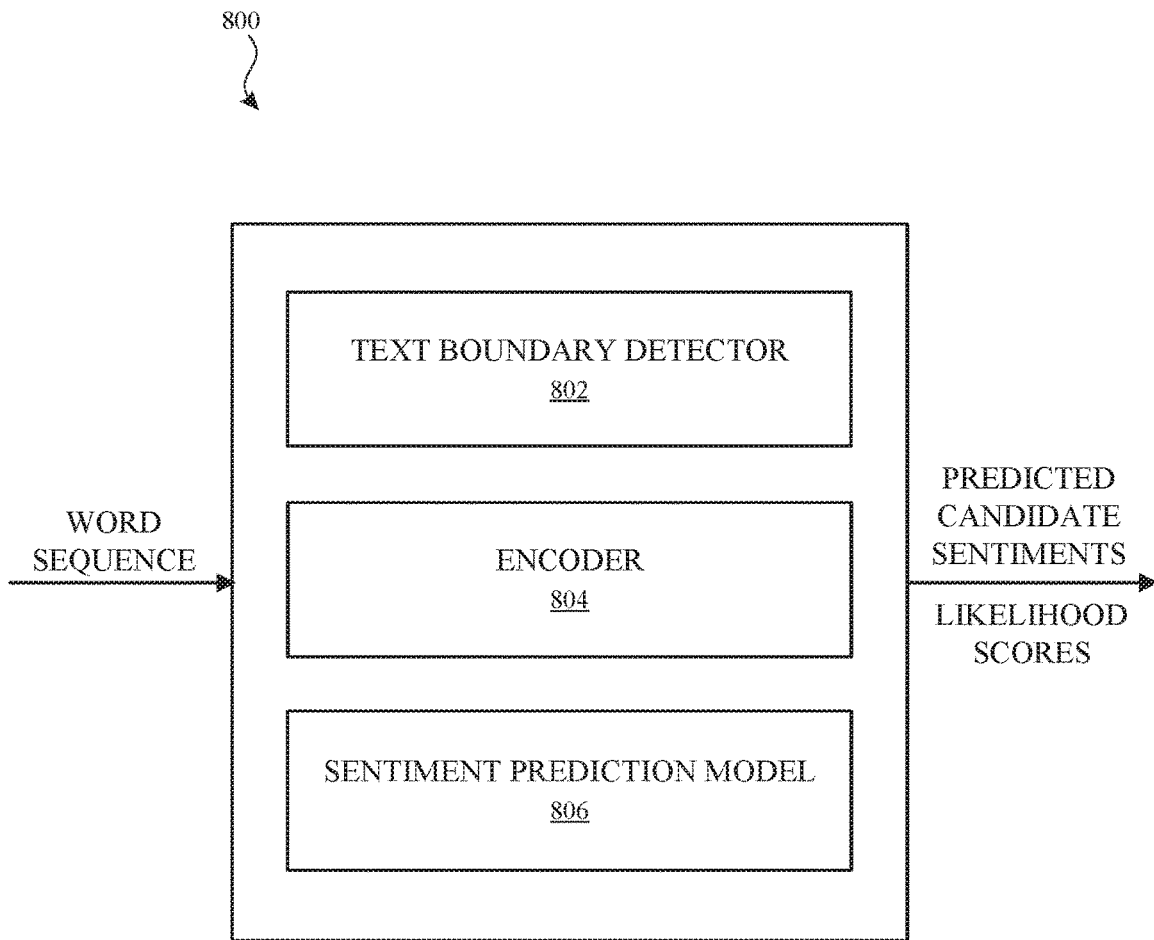 800
TEXT BOUNDARY DETECTOR
802
WORD
SEQUENCE
ENCODER
804
PREDICTED
CANDIDATE
SENTIMENTS
LIKELIHOOD
SCORES
SENTIMENT PREDICTION MODEL
806